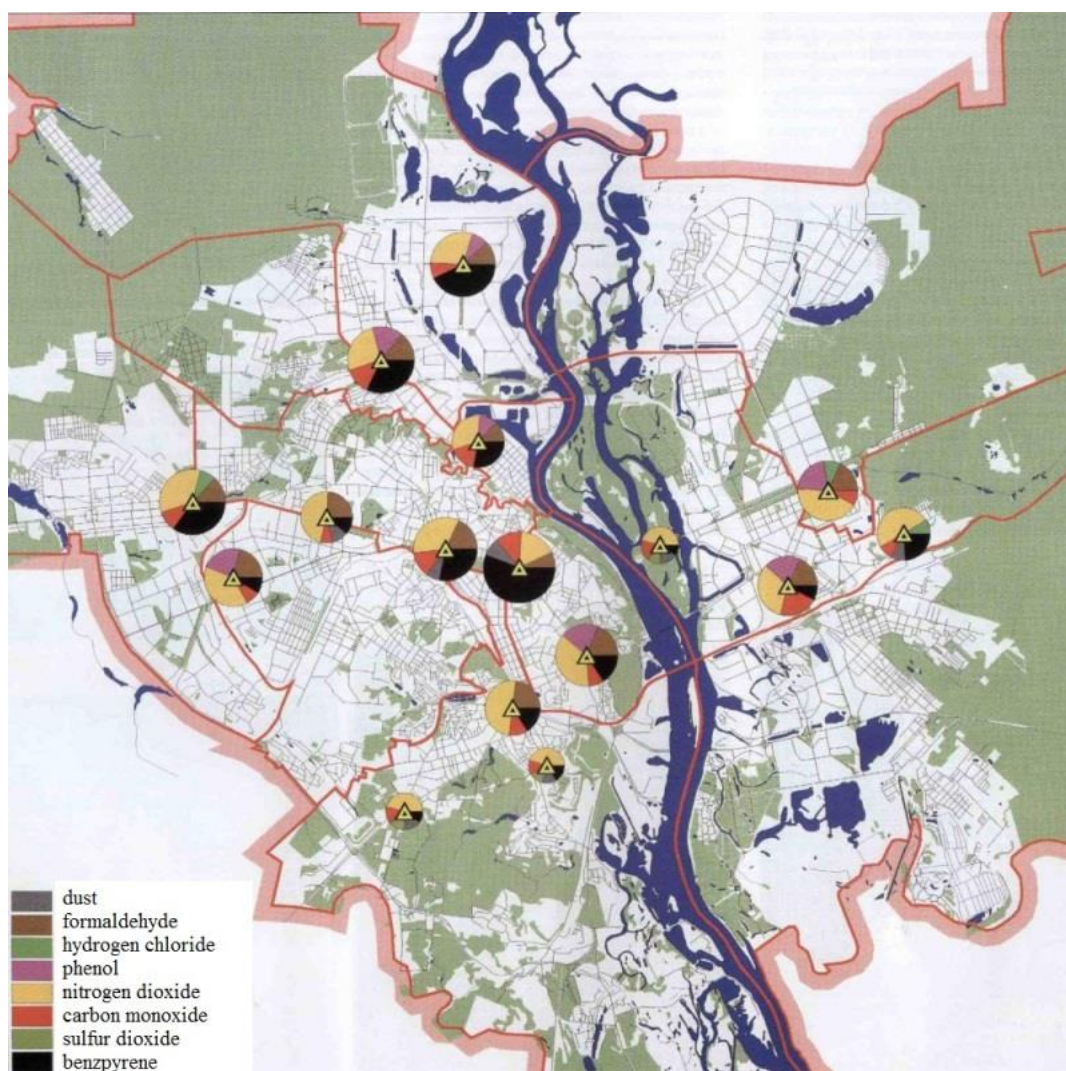 dust
formaldehyde
hydrogen chloride
phenol
nitrogen dioxide
carbon monoxide
sulfur dioxide
benzpyrene